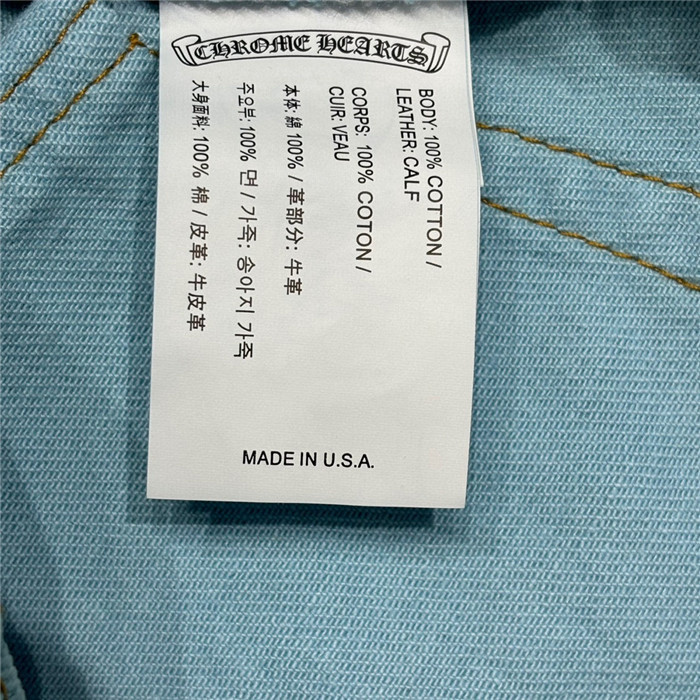 CHROME HEARTS
BODY: 100% COTTON /
LEATHER: CALF
CORPS: 100% COTON /
CUIR: VEAU
本体: 綿 100% / 革部分: 牛革
주요부: 100% 면 / 가죽: 송아지 가죽
大身面料: 100% 棉 / 皮革: 牛皮革
MADE IN U.S.A.